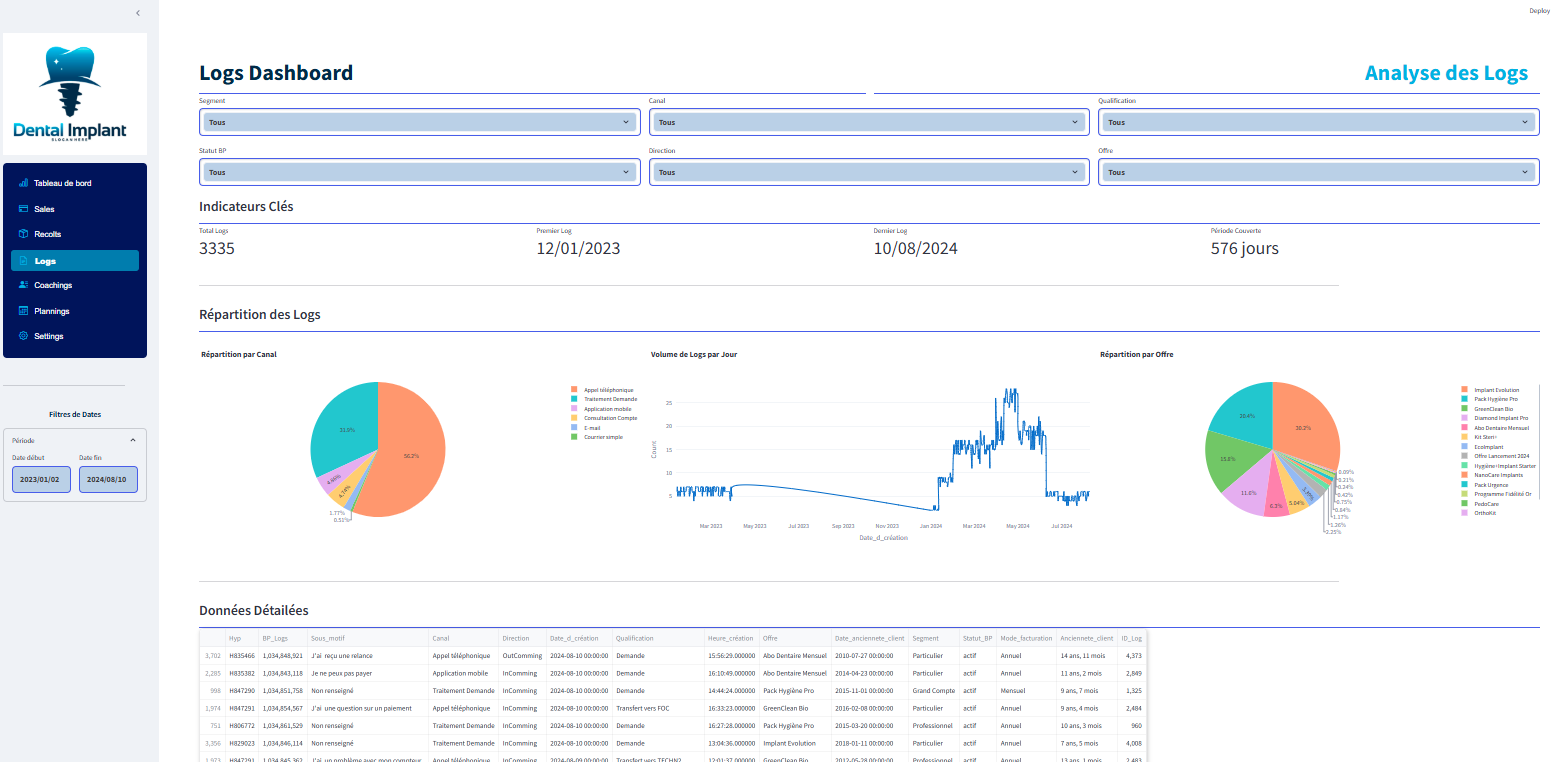 Deploy
Dental Implant
SLOGAN HERE
Tableau de bord
Sales
Recolts
Logs
Coachings
Plannings
Settings
Filtres de Dates
Période
Date début Date fin
2023/01/02 2024/08/10
Logs Dashboard
Analyse des Logs
Segment Canal Qualification
Tous Tous Tous
Statut BP Direction Offre
Tous Tous Tous
Indicateurs Clés
Total Logs Premier Log Dernier Log Période Couverte
3335 12/01/2023 10/08/2024 576 jours
Répartition des Logs
Répartition par Canal
56.2%
31.9%
4.74%
1.77%
0.51%
Appel téléphonique
Traitement Demande
Application mobile
Consultation Compte
E-mail
Courrier simple
Volume de Logs par Jour
Count
25
20
15
10
5
Mar 2023 May 2023 Jul 2023 Sep 2023 Nov 2023 Jan 2024 Mar 2024 May 2024 Jul 2024
Date_d_création
Répartition par Offre
20.4%
15.6%
11.6%
6.3%
5.04%
0.09%
0.21%
0.24%
0.42%
0.75%
0.84%
1.17%
1.26%
2.25%
Implant Evolution
Pack Hygiène Pro
GreenClean Bio
Diamond Implant Pro
Abo Dentaire Mensuel
Kit Stern+
EcoImplant
Offre Lancement 2024
Hygiène+Implant Starter
NanoCare Implants
Pack Urgence
Programme Fidélité Or
PedoCare
OrthoKit
Données Détaillées
Hyp BP_Logs Sous_motif Canal Direction Date_d_création Qualification Heure_création Offre Date_anciennete_client Segment Statut_BP Mode_facturation Anciennete_client ID_Log
3,702 H835466 1,034,848,921 J'ai reçu une relance Appel téléphonique OutComming 2024-08-10 00:00:00 Demande 15:56:29.000000 Abo Dentaire Mensuel 2010-07-27 00:00:00 Particulier actif Annuel 14 ans, 11 mois 4,373
2,285 H835382 1,034,843,118 Je ne peux pas payer Application mobile InComming 2024-08-10 00:00:00 Demande 16:10:49.000000 Abo Dentaire Mensuel 2014-04-23 00:00:00 Particulier actif Annuel 11 ans, 2 mois 2,849
998 H847290 1,034,851,758 Non renseigné Traitement Demande InComming 2024-08-10 00:00:00 Demande 14:44:24.000000 Pack Hygiène Pro 2015-11-01 00:00:00 Grand Compte actif Mensuel 9 ans, 7 mois 1,325
1,974 H847291 1,034,854,567 J'ai une question sur un paiement Appel téléphonique InComming 2024-08-10 00:00:00 Transfert vers FOC 16:33:23.000000 GreenClean Bio 2016-02-08 00:00:00 Particulier actif Annuel 9 ans, 4 mois 2,484
751 H806772 1,034,861,529 Non renseigné Traitement Demande InComming 2024-08-10 00:00:00 Demande 16:27:28.000000 Pack Hygiène Pro 2015-03-20 00:00:00 Professionnel actif Annuel 10 ans, 3 mois 960
3,356 H829023 1,034,846,114 Non renseigné Traitement Demande InComming 2024-08-10 00:00:00 Demande 13:04:36.000000 Implant Evolution 2018-01-11 00:00:00 Particulier actif Annuel 7 ans, 5 mois 4,008
1,973 H847291 1,034,845,362 J'ai un problème avec mon compteur Appel téléphonique InComming 2024-08-09 00:00:00 Transfert vers TECHN2 12:01:37.000000 GreenClean Bio 2012-05-28 00:00:00 Professionnel actif Annuel 13 ans, 1 mois 2,483